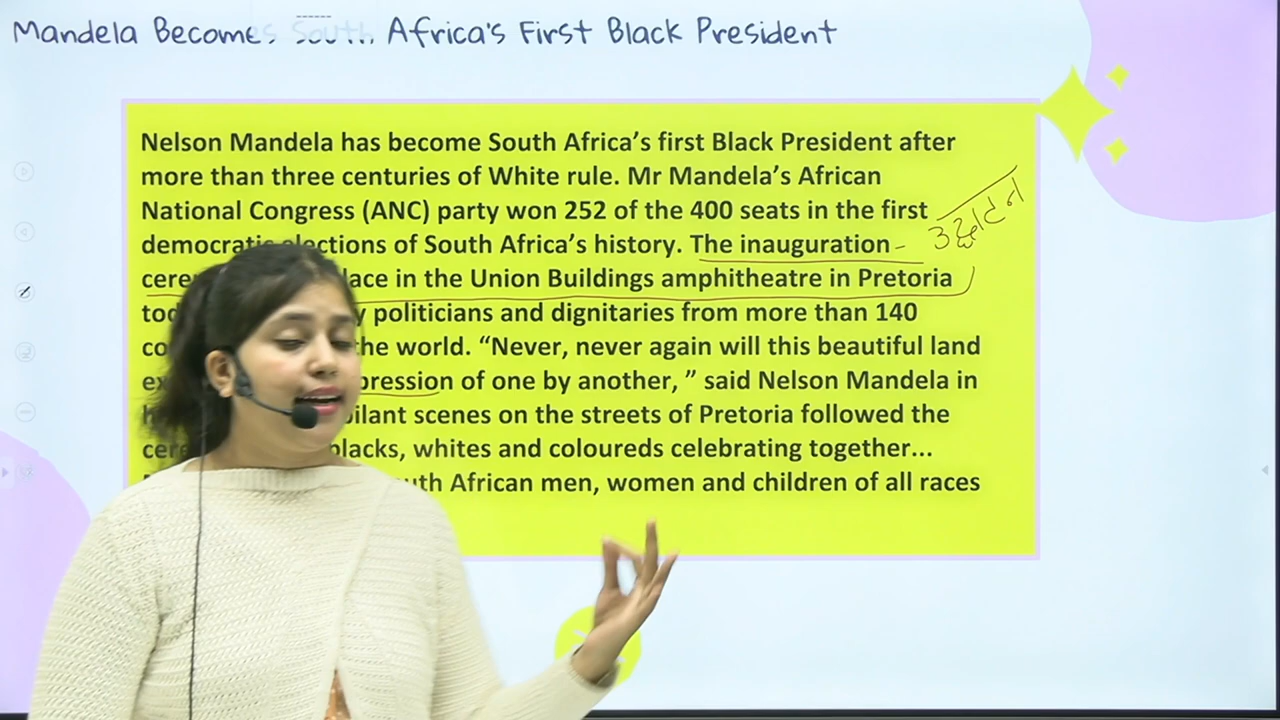 Mandela Becomes South Africa's First Black President
Nelson Mandela has become South Africa’s first Black President after
more than three centuries of White rule. Mr Mandela’s African
National Congress (ANC) party won 252 of the 400 seats in the first
democratic elections of South Africa’s history. The inauguration -
उद्घाटन
place in the Union Buildings amphitheatre in Pretoria
politicians and dignitaries from more than 140
the world. “Never, never again will this beautiful land
of one by another, ” said Nelson Mandela in
scenes on the streets of Pretoria followed the
blacks, whites and coloureds celebrating together...
African men, women and children of all races